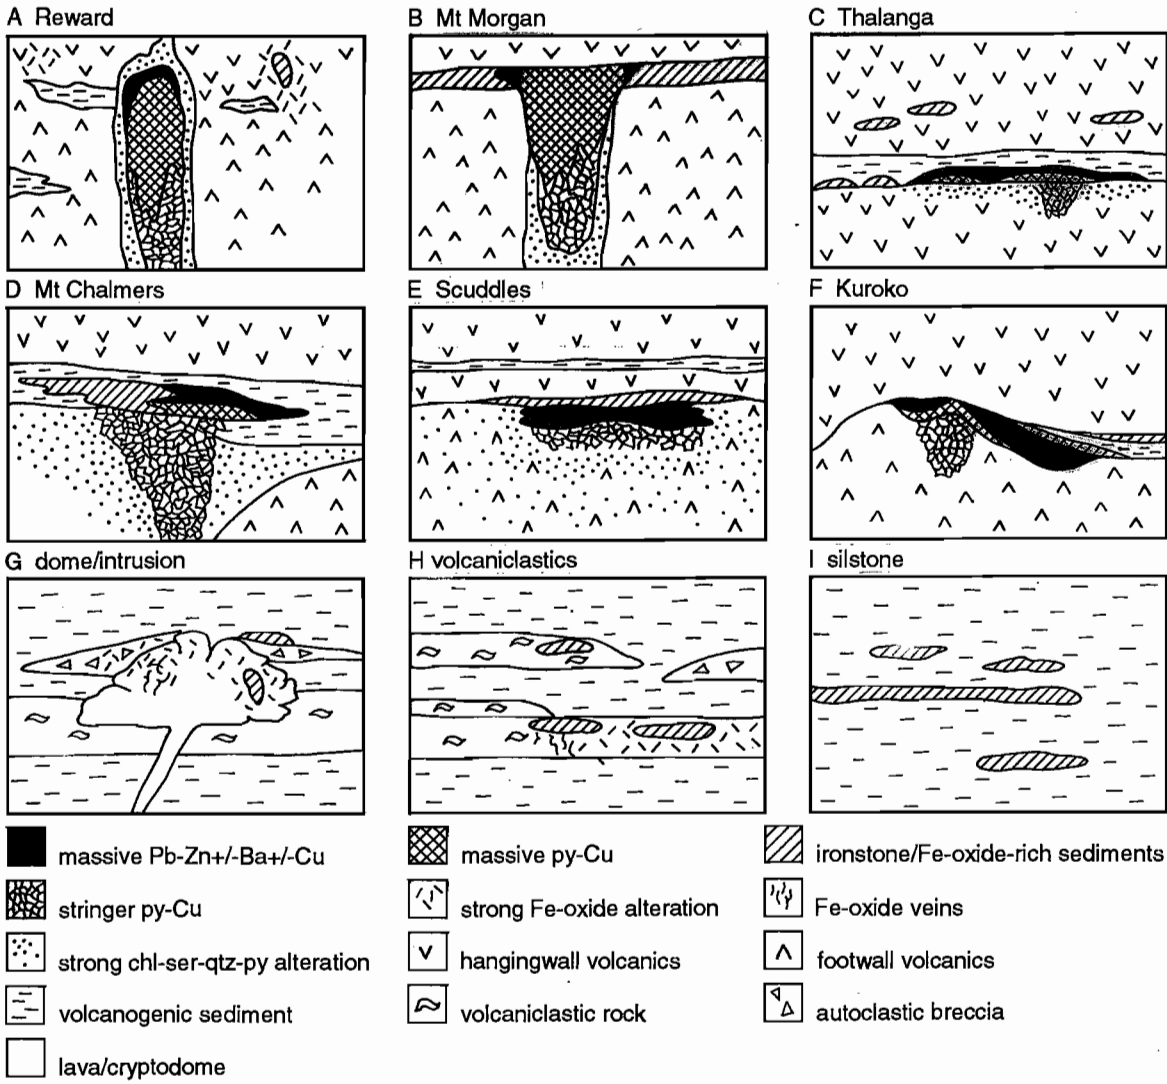 A Reward
B Mt Morgan
C Thalanga
D Mt Chalmers
E Scuddles
F Kuroko
G dome/intrusion
H volcaniclastics
I silstone
massive Pb-Zn+/-Ba+/-Cu
massive py-Cu
ironstone/Fe-oxide-rich sediments
stringer py-Cu
strong Fe-oxide alteration
Fe-oxide veins
strong chl-ser-qtz-py alteration
hangingwall volcanics
footwall volcanics
volcanogenic sediment
volcaniclastic rock
autoclastic breccia
lava/cryptodome